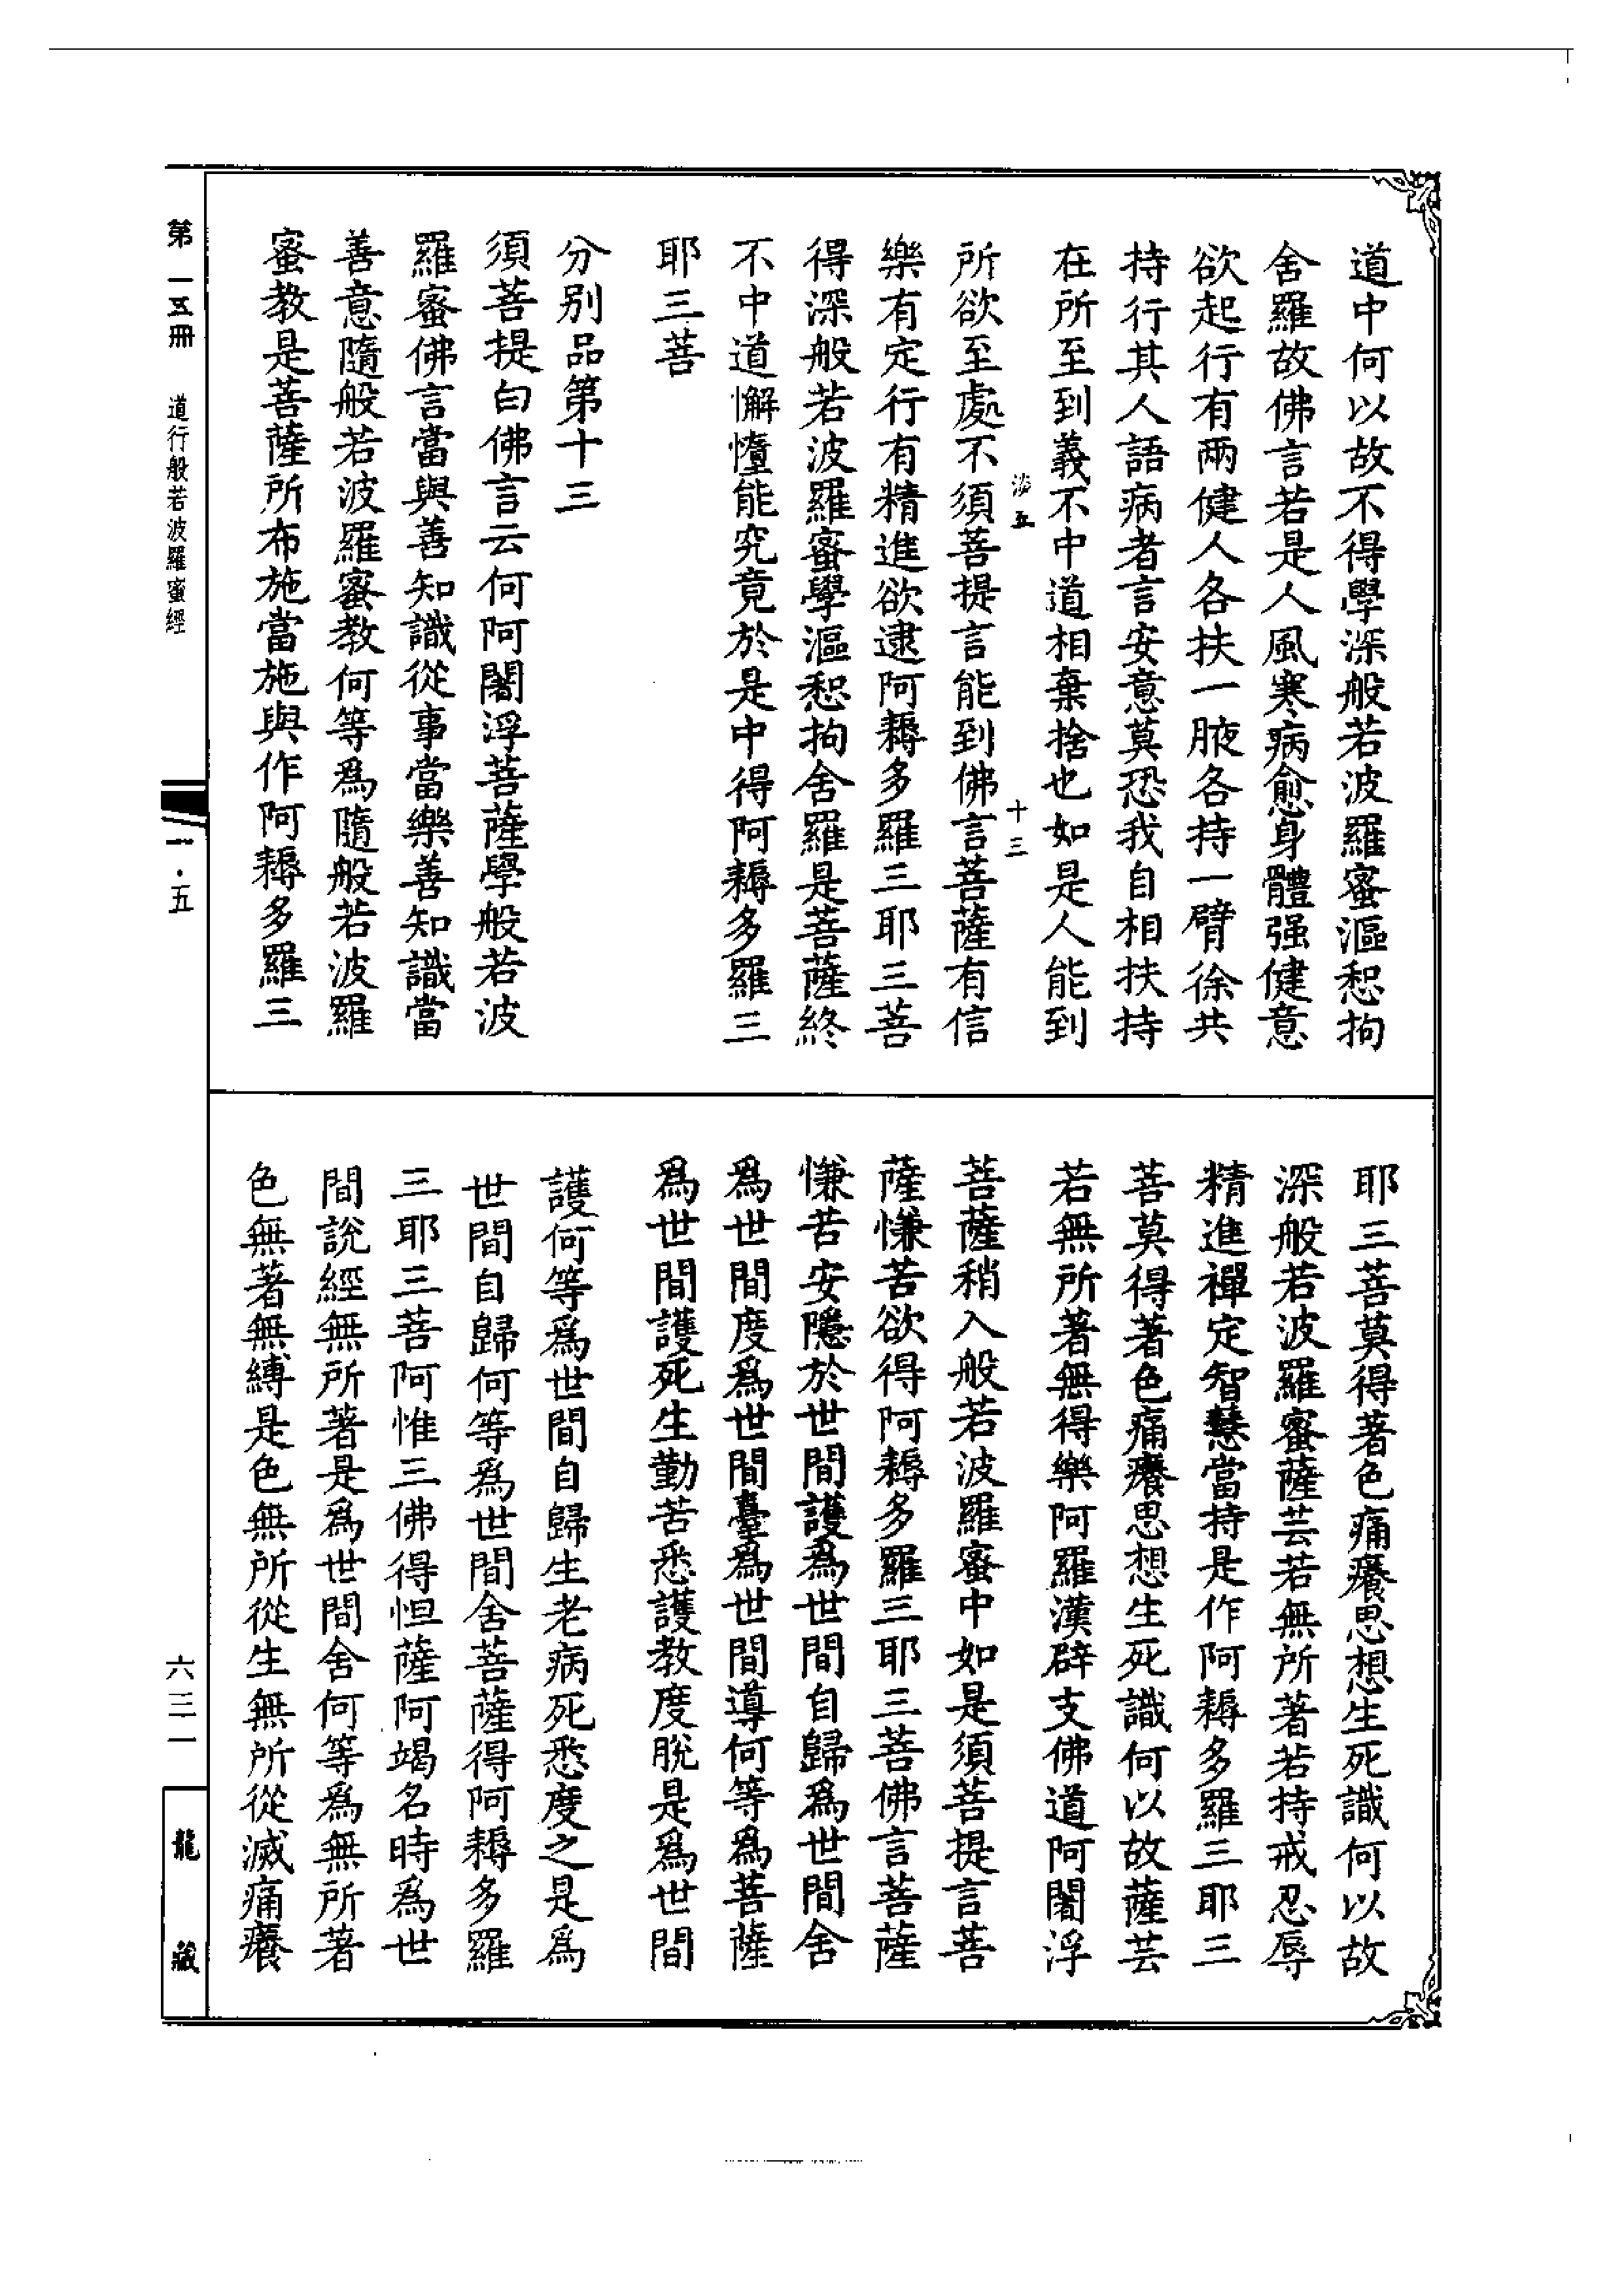 道中何以故不得學深般若波羅蜜漚惒拘
舍羅故佛言若是人風寒病愈身體强健意
欲起行有兩健人各扶一腋各持一臂徐共
持行其人語病者言安意莫恐我自相扶持
在所至到義不中道相棄捨也如是人能到
五
十三
所欲至處不須菩提言能到佛言菩薩有信
樂有定行有精進欲逮阿耨多羅三耶三菩
得深般若波羅蜜學漚惒拘舍羅是菩薩終
不中道懈憻能究竟於是中得阿耨多羅三
耶三菩
分别品第十三
須菩提白佛言云何阿闍浮菩薩學般若波
羅蜜佛言當與善知識從事當樂善知識當
善意隨般若波羅蜜教何等爲隨般若波羅
蜜教是菩薩所布施當施與作阿耨多羅三
耶三菩莫得著色痛癢思想生死識何以故
深般若波羅蜜薩芸若無所著若持戒忍辱
精進禪定智慧當持是作阿耨多羅三耶三
菩莫得著色痛癢思想生死識何以故薩芸
若無所著無得樂阿羅漢辟支佛道阿闍浮
菩薩稍入般若波羅蜜中如是須菩提言菩
薩慊苦欲得阿耨多羅三耶三菩佛言菩薩
慊苦安隱於世間護爲世間自歸爲世間舍
爲世間度爲世間臺爲世間導何等爲菩薩
爲世間護死生勤苦悉護教度脫是爲世間
護何等爲世間自歸生老病死悉度之是爲
世間自歸何等爲世間舍菩薩得阿耨多羅
三耶三菩阿惟三佛得怛薩阿竭名時爲世
間說經無所著是爲世間舍何等爲無所著
色無著無縛是色無所從生無所從滅痛癢
第一五冊
道行般若波羅蜜經
一·五
六三一
龍藏